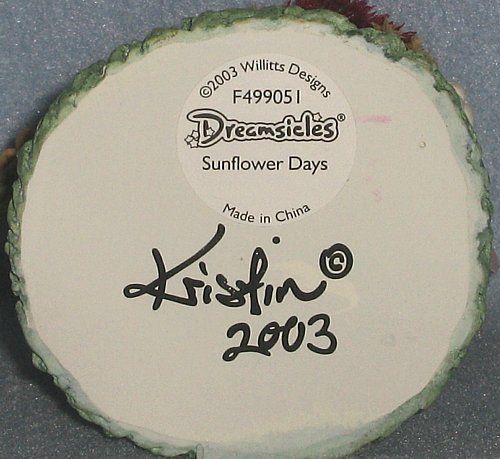 ©2003 Willitts Designs
F499051
Dreamsicles®
Sunflower Days
Made in China
Kristin ©
2003